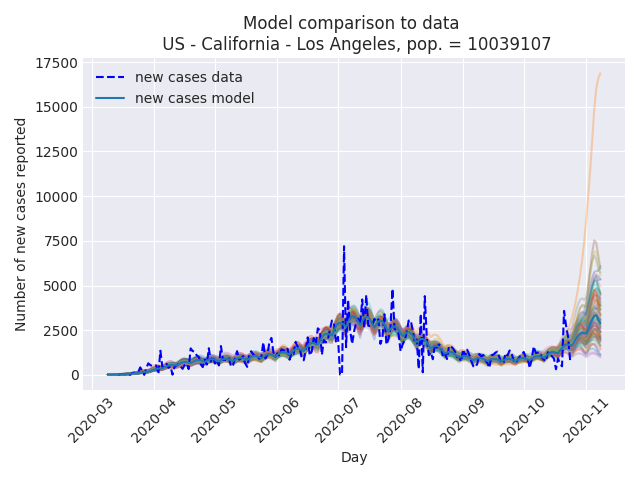 Model comparison to data
US - California - Los Angeles, pop. = 10039107
17500
15000
12500
10000
7500
5000
2500
0
Number of new cases reported
new cases data
new cases model
2020-03
2020-04
2020-05
2020-06
2020-07
2020-08
2020-09
2020-10
2020-11
Day